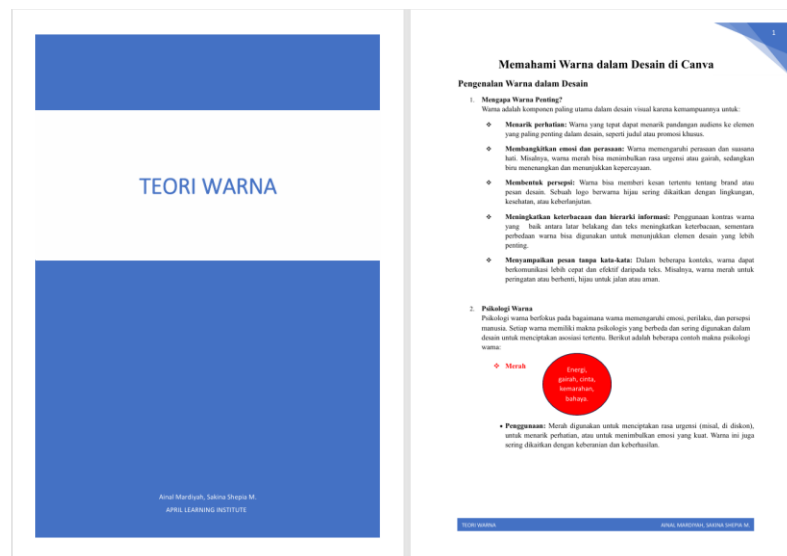 TEORI WARNA
Ainal Mardiyah, Sakina Shepia M.
APRIL LEARNING INSTITUTE
1
Memahami Warna dalam Desain di Canva
Pengenalan Warna dalam Desain
1. Mengapa Warna Penting?
Warna adalah komponen paling utama dalam desain visual karena kemampuannya untuk:
❖ Menarik perhatian: Warna yang tepat dapat menarik pandangan audiens ke elemen
yang paling penting dalam desain, seperti judul atau promosi khusus.
❖ Membangkitkan emosi dan perasaan: Warna memengaruhi perasaan dan suasana
hati. Misalnya, warna merah bisa menimbulkan rasa urgensi atau gairah, sedangkan
biru menenangkan dan menunjukkan kepercayaan.
❖ Membentuk persepsi: Warna bisa memberi kesan tertentu tentang brand atau
pesan desain. Sebuah logo berwarna hijau sering dikaitkan dengan lingkungan,
kesehatan, atau keberlanjutan.
❖ Meningkatkan keterbacaan dan hierarki informasi: Penggunaan kontras warna
yang baik antara latar belakang dan teks meningkatkan keterbacaan, sementara
perbedaan warna bisa digunakan untuk menunjukkan elemen desain yang lebih
penting.
❖ Menyampaikan pesan tanpa kata-kata: Dalam beberapa konteks, warna dapat
berkomunikasi lebih cepat dan efektif daripada teks. Misalnya, warna merah untuk
peringatan atau berhenti, hijau untuk jalan atau aman.
2. Psikologi Warna
Psikologi warna berfokus pada bagaimana warna memengaruhi emosi, perilaku, dan persepsi
manusia. Setiap warna memiliki makna psikologis yang berbeda dan sering digunakan dalam
desain untuk menciptakan asosiasi tertentu. Berikut adalah beberapa contoh makna psikologi
warna:
❖ Merah
Energi,
gairah, cinta,
kemarahan,
bahaya.
• Penggunaan: Merah digunakan untuk menciptakan rasa urgensi (misal, di diskon),
untuk menarik perhatian, atau untuk menimbulkan emosi yang kuat. Warna ini juga
sering dikaitkan dengan keberanian dan keberhasilan.
TEORI WARNA AINAL MARDIYAH, SAKINA SHEPIA M.